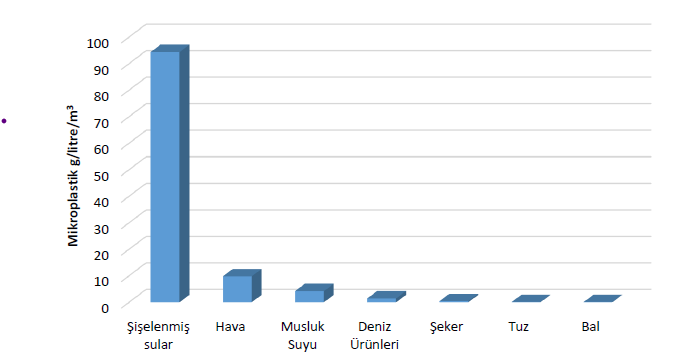 Mikroplastik g/litre/m³
100
90
80
70
60
50
40
30
20
10
0
Şişelenmiş
sular
Hava
Musluk
Suyu
Deniz
Ürünleri
Şeker
Tuz
Bal